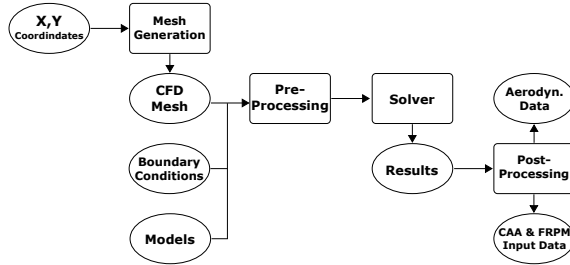 X,Y
Coordindates
Mesh
Generation
CFD
Mesh
Pre-
Processing
Solver
Aerodyn.
Data
Boundary
Conditions
Results
Post-
Processing
Models
CAA & FRPM
Input Data